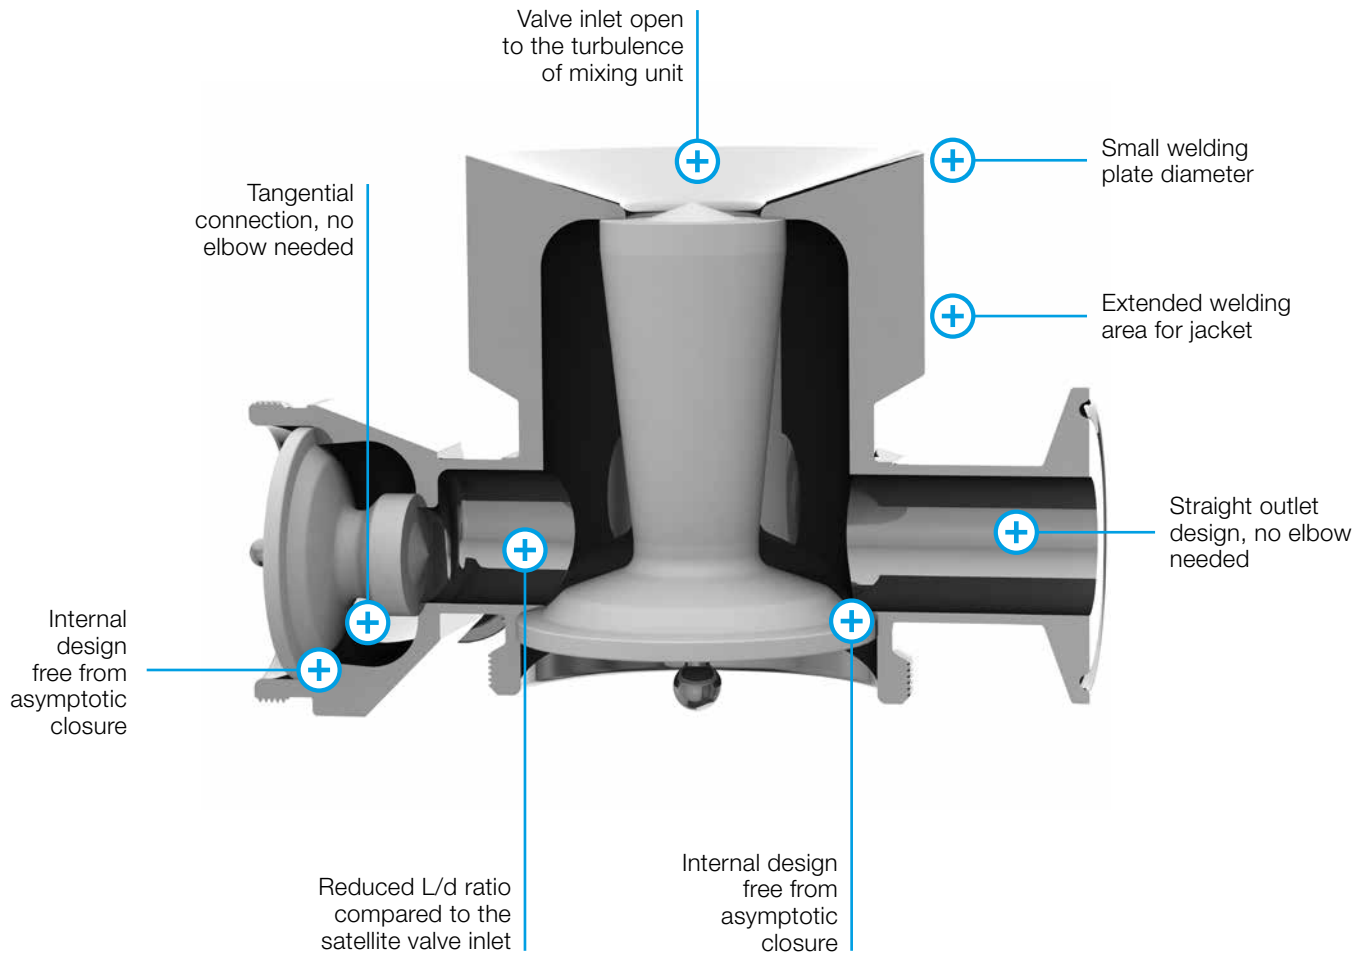 Valve inlet open
to the turbulence
of mixing unit
Small welding
plate diameter
Tangential
connection, no
elbow needed
Extended welding
area for jacket
Straight outlet
design, no elbow
needed
Internal
design
free from
asymptotic
closure
Internal design
free from
asymptotic
closure
Reduced L/d ratio
compared to the
satellite valve inlet